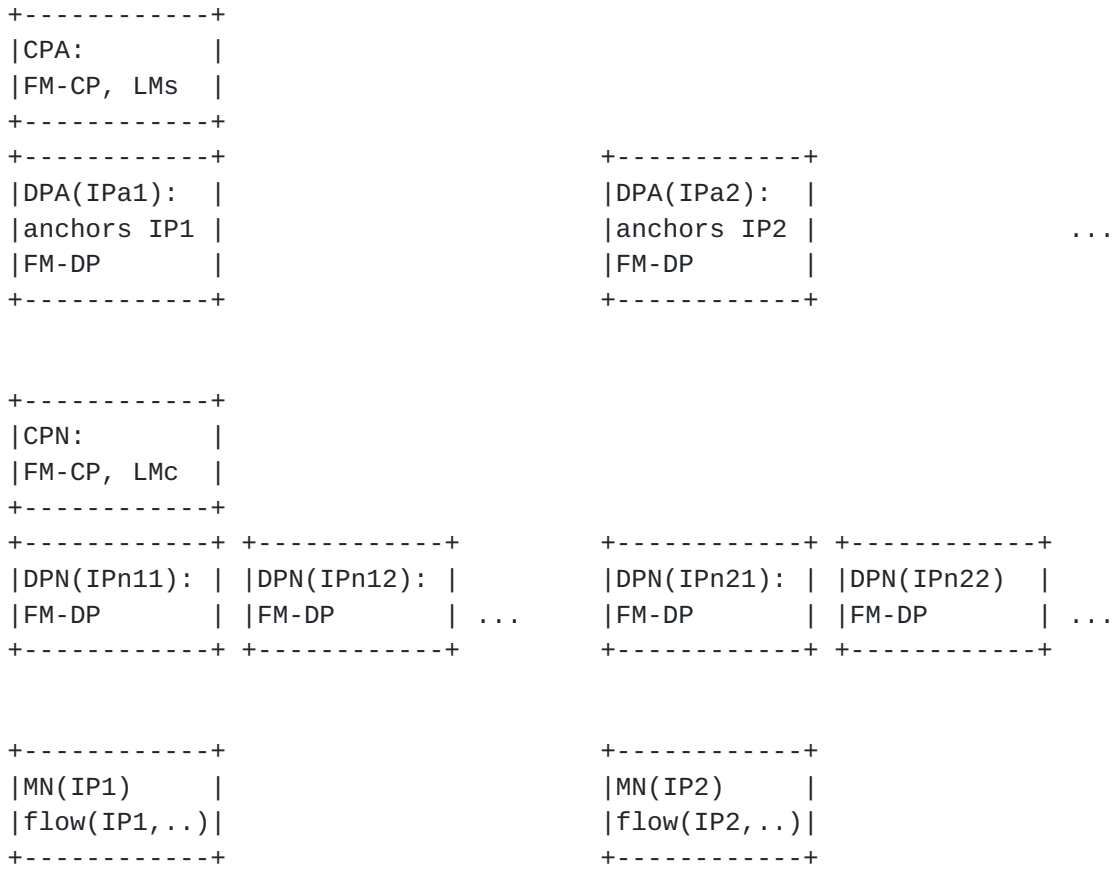 +------------+
|CPA:        |
|FM-CP, LMs  |
+------------+
+------------+                      +------------+
|DPA(IPa1):  |                      |DPA(IPa2):  |
|anchors IP1 |                      |anchors IP2 |               ...
|FM-DP       |                      |FM-DP       |
+------------+                      +------------+
+------------+
|CPN:        |
|FM-CP, LMc  |
+------------+
+------------+ +------------+        +------------+ +------------+
|DPN(IPn11): | |DPN(IPn12): |        |DPN(IPn21): | |DPN(IPn22)  |
|FM-DP       | |FM-DP       | ...    |FM-DP       | |FM-DP       | ...
+------------+ +------------+        +------------+ +------------+
+------------+                      +------------+
|MN(IP1)     |                      |MN(IP2)     |
|flow(IP1,..)|                      |flow(IP2,..)|
+------------+                      +------------+